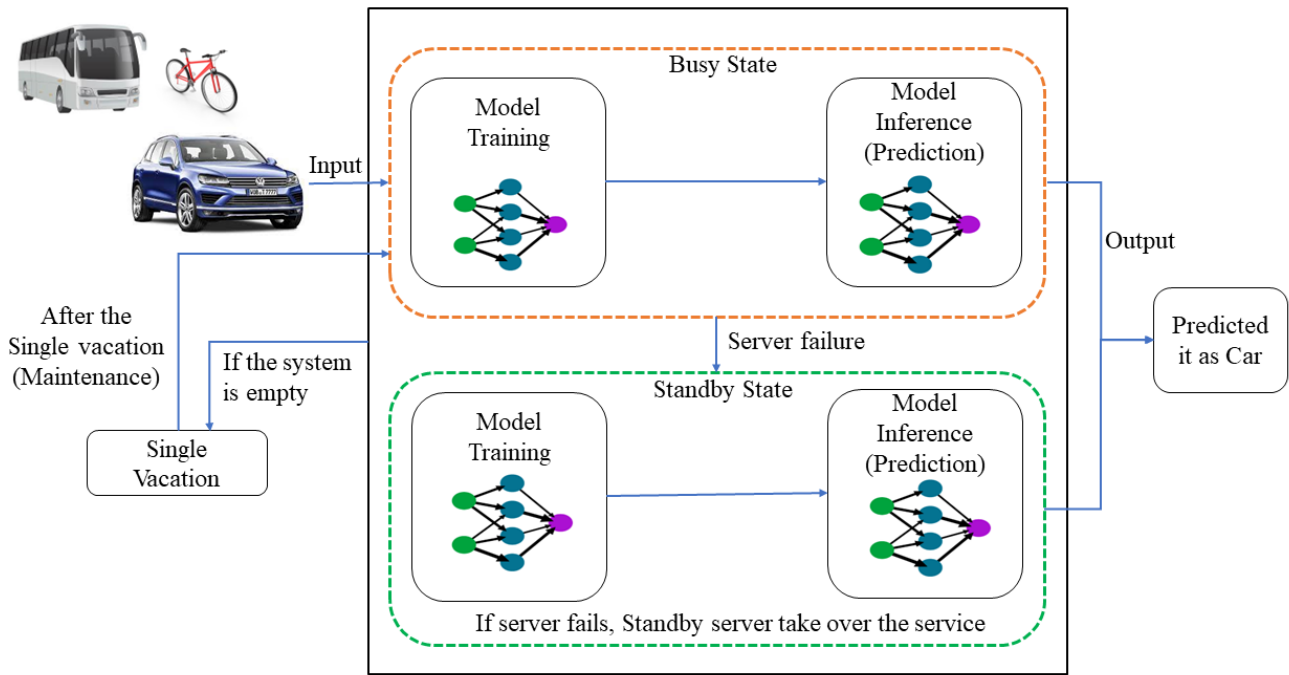 Busy State
Model
Training
Model
Inference
(Prediction)
Input
Output
After the
Single vacation
(Maintenance)
If the system
is empty
Server failure
Predicted
it as Car
Standby State
Model
Training
Model
Inference
(Prediction)
Single
Vacation
If server fails, Standby server take over the service